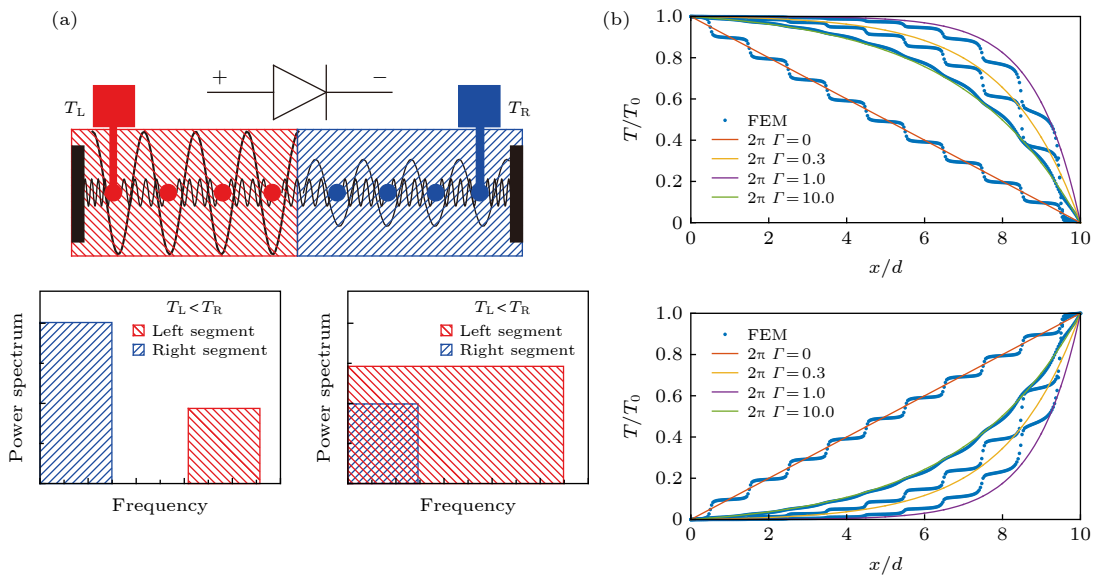 (a)
+
−
T_L
T_R
T_L<T_R
Left segment
Right segment
Power spectrum
Frequency
T_L<T_R
Left segment
Right segment
Power spectrum
Frequency
(b)
1.0
0.8
0.6
0.4
0.2
0
T/T_0
FEM
2π Γ=0
2π Γ=0.3
2π Γ=1.0
2π Γ=10.0
0 2 4 6 8 10
x/d
1.0
0.8
0.6
0.4
0.2
0
T/T_0
FEM
2π Γ=0
2π Γ=0.3
2π Γ=1.0
2π Γ=10.0
0 2 4 6 8 10
x/d